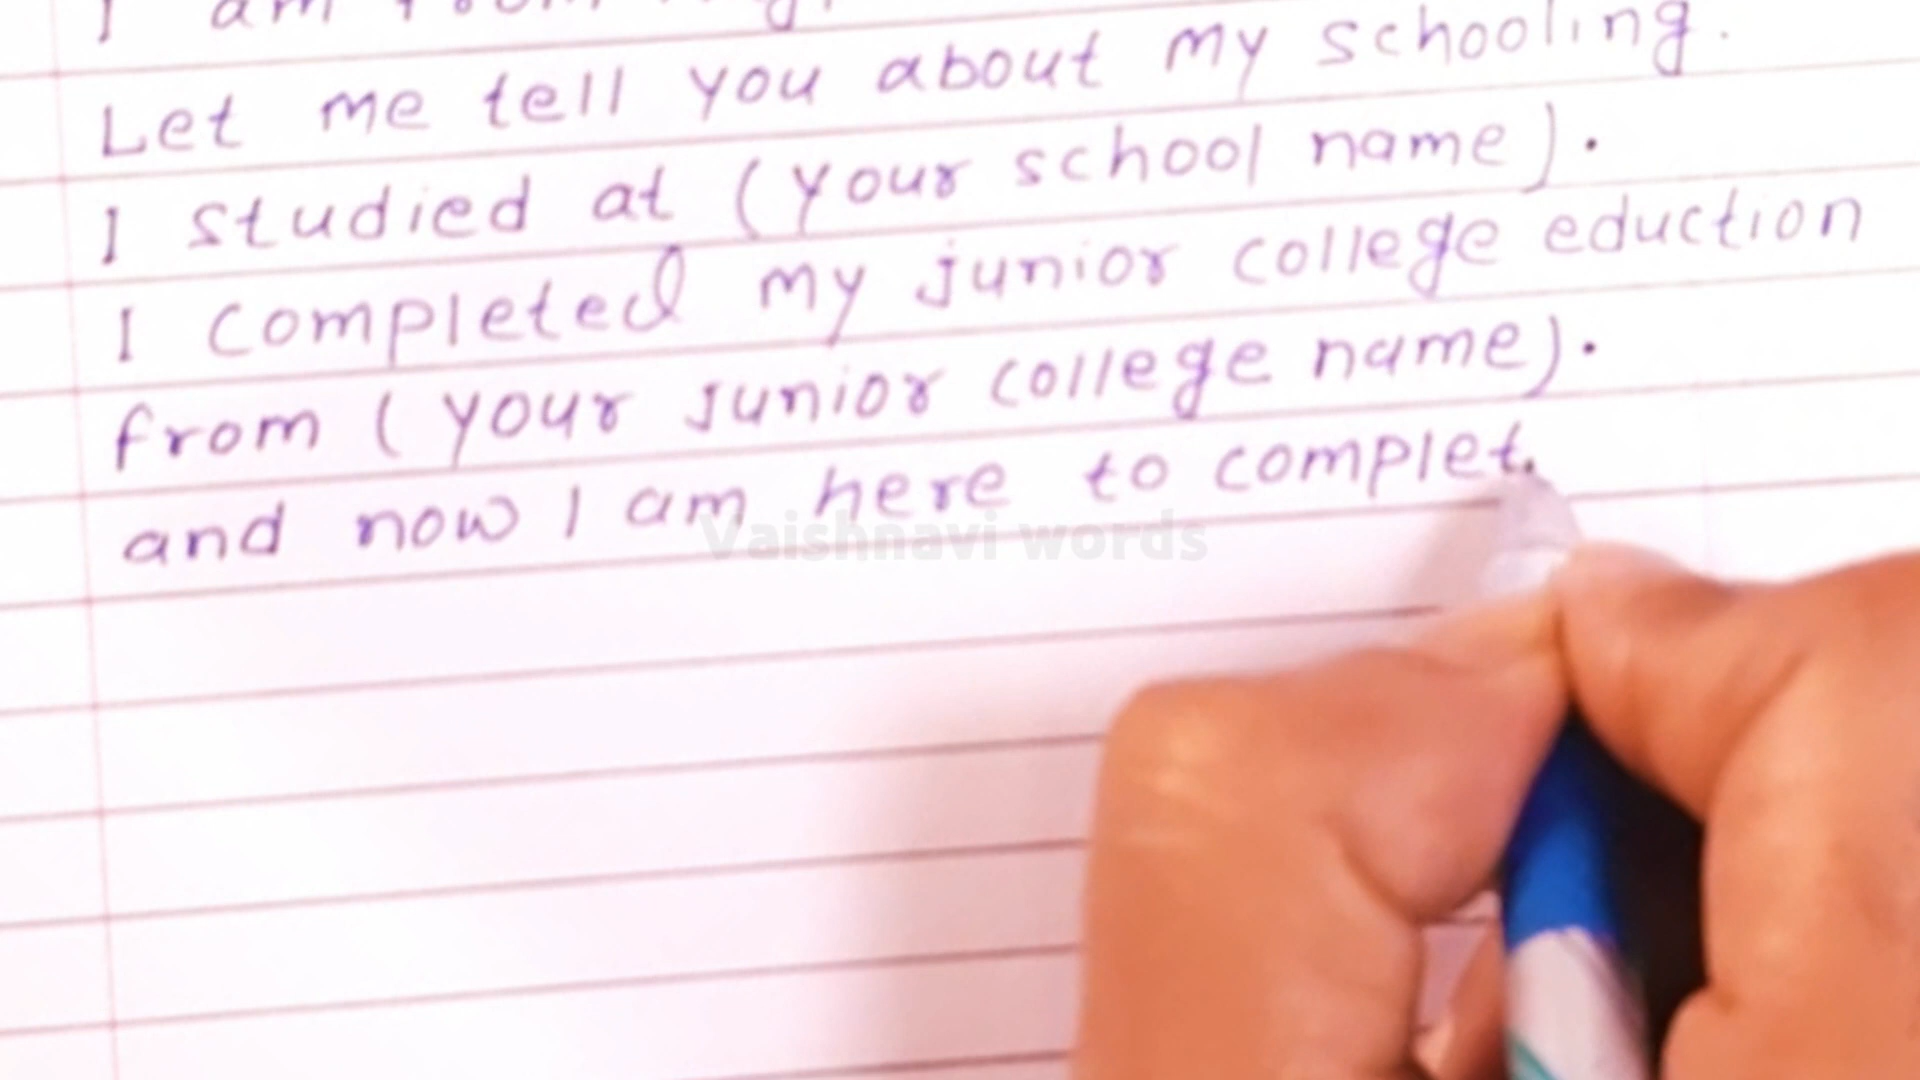 I am
Let me tell you about my schooling.
I studied at (your school name).
I completed my junior college eduction
from (your junior college name).
and now I am here to complet
Vaishnavi words